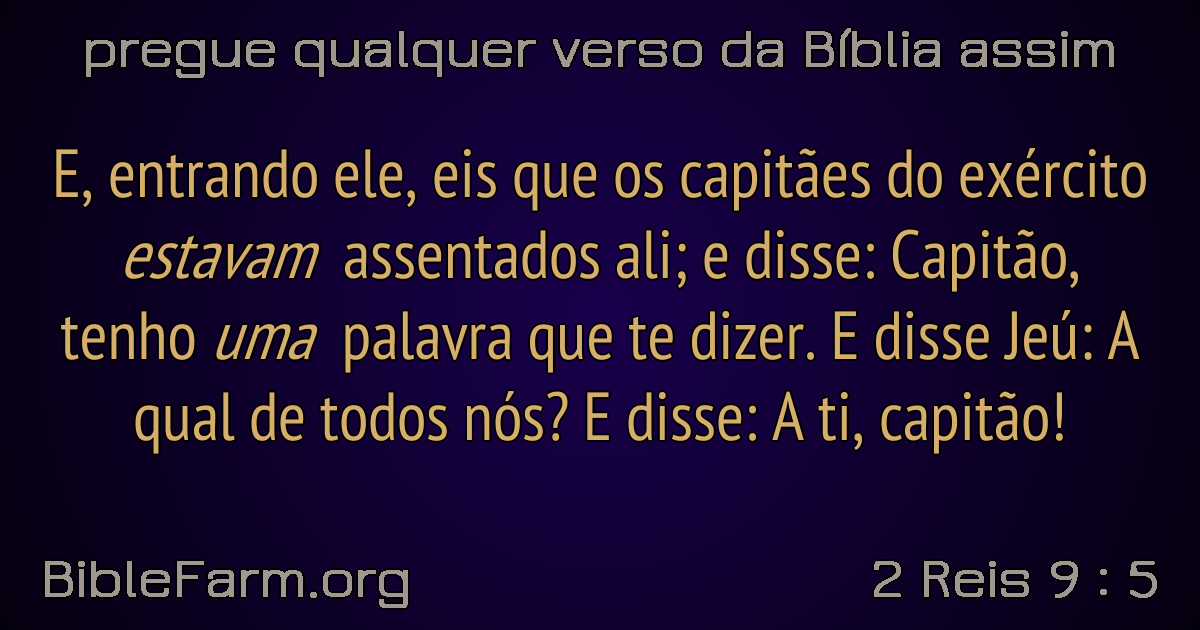 pregue qualquer verso da Bíblia assim
E, entrando ele, eis que os capitães do exército
estavam assentados ali; e disse: Capitão,
tenho uma palavra que te dizer. E disse Jeú: A
qual de todos nós? E disse: A ti, capitão!
BibleFarm.org
2 Reis 9 : 5